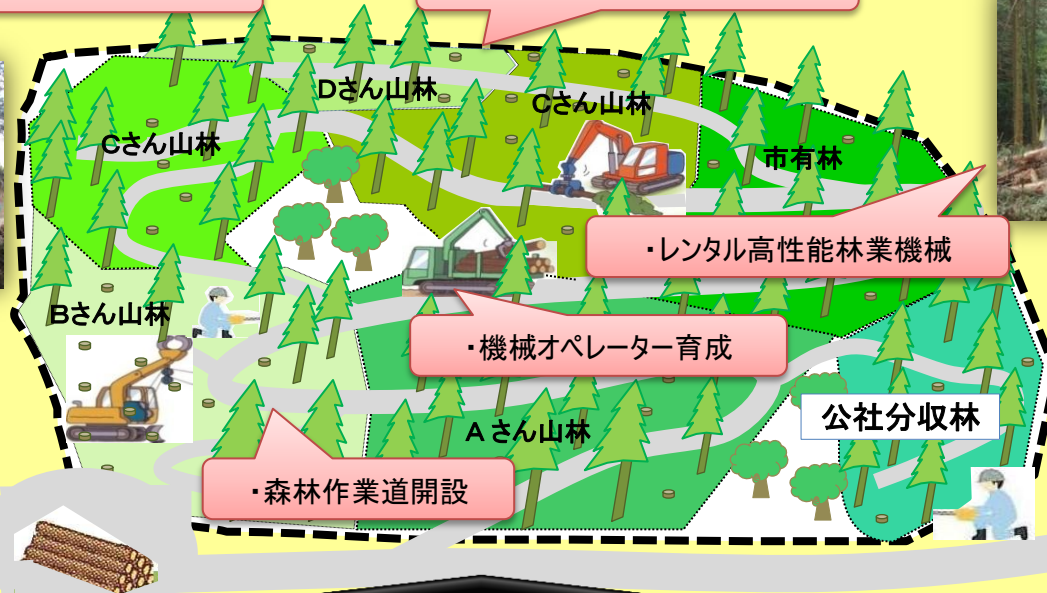 Dさん山林
Cさん山林
Cさん山林
市有林
・レンタル高性能林業機械
Bさん山林
・機械オペレーター育成
Aさん山林
公社分収林
・森林作業道開設